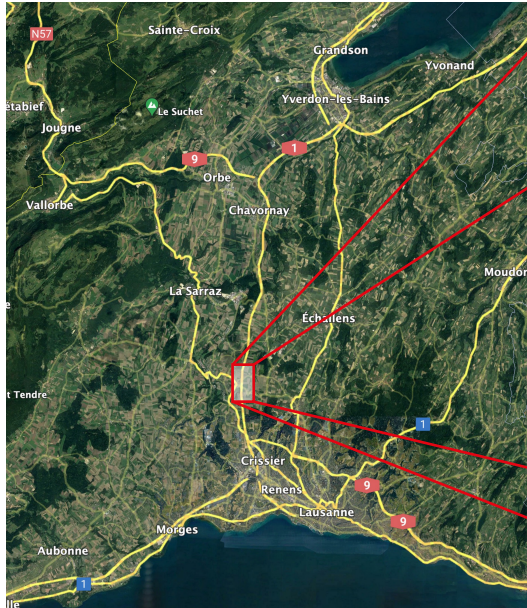 N57
Sainte-Croix
Grandson
Yvonand
étabief
Le Suchet
Yverdon-les-Bains
Jougne
9
1
Orbe
Vallorbe
Chavornay
Moudon
La Sarraz
Échallens
t Tendre
1
Crissier
9
Renens
Lausanne
9
Morges
Aubonne
1
lle